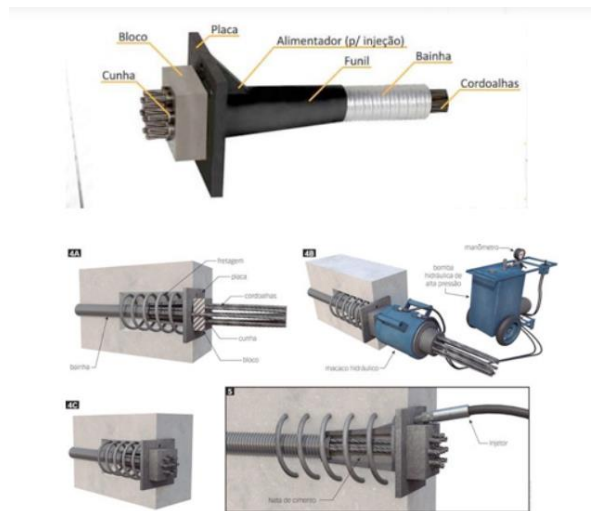 Placa
Bloco
Alimentador (p/ injeção)
Funil
Bainha
Cunha
Cordoalhas
4A
fretagem
placa
cordoalhas
cunha
bloco
bainha
4B
manômetro
bomba
hidráulica de
alta pressão
macaco hidráulico
4C
5
injetor
Nata de cimento